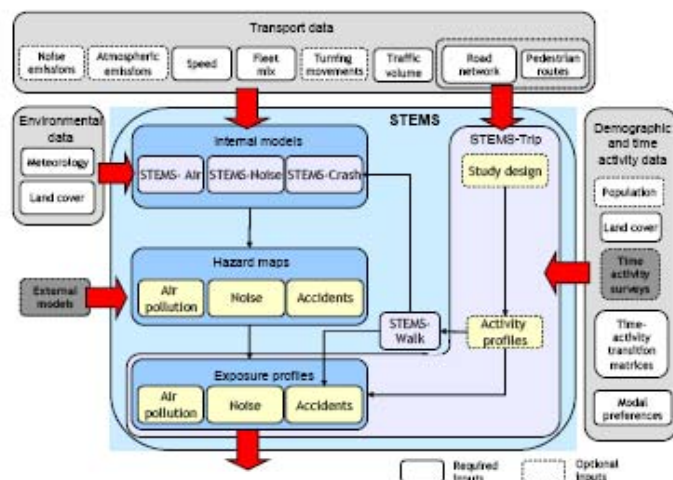 Transport data
Noise
emissions
Atmospheric
emissions
Speed
Fleet
mix
Turning
movements
Traffic
volume
Road
network
Pedestrian
routes
Environmental
data
Meteorology
Land cover
STEMS
Internal models
STEMS- Air
STEMS-Noise
STEMS-Crash
STEMS-Trip
Study design
Demographic
and time
activity data
Population
Land cover
Time
activity
surveys
Time-
activity
transition
matrices
Modal
preferences
External
models
Hazard maps
Air
pollution
Noise
Accidents
STEMS-
Walk
Activity
profiles
Exposure profiles
Air
pollution
Noise
Accidents
Required
inputs
Optional
inputs